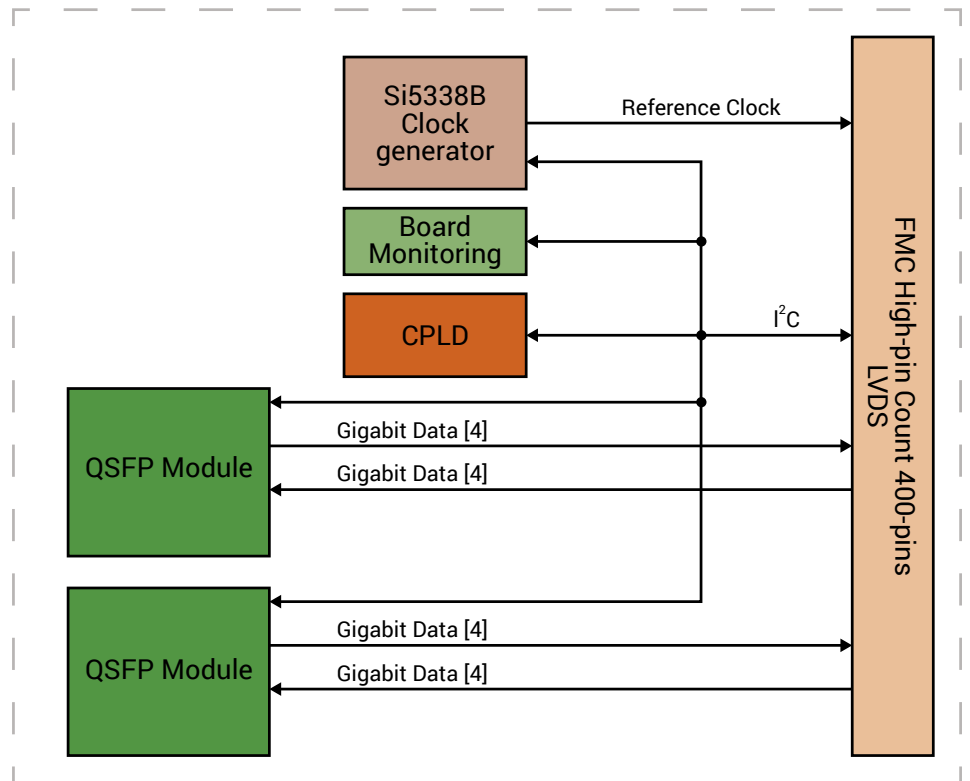 Si5338B
Clock
generator
Reference Clock
Board
Monitoring
CPLD
I²C
QSFP Module
Gigabit Data [4]
Gigabit Data [4]
QSFP Module
Gigabit Data [4]
Gigabit Data [4]
FMC High-pin Count 400-pins
LVDS